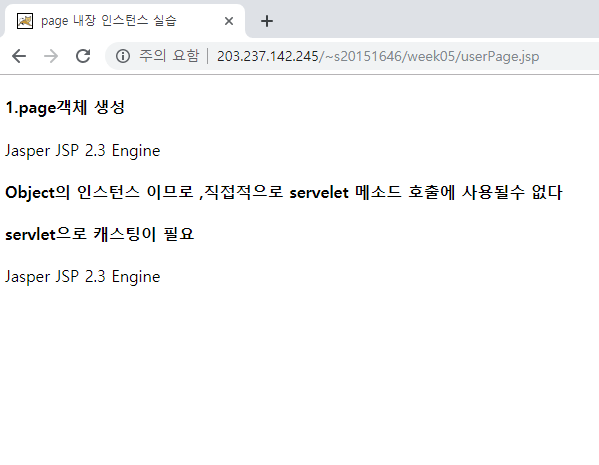 page 내장 인스턴스 실습
주의 요함 203.237.142.245/~s20151646/week05/userPage.jsp
1.page객체 생성
Jasper JSP 2.3 Engine
Object의 인스턴스 이므로 ,직접적으로 servelet 메소드 호출에 사용될수 없다
servlet으로 캐스팅이 필요
Jasper JSP 2.3 Engine